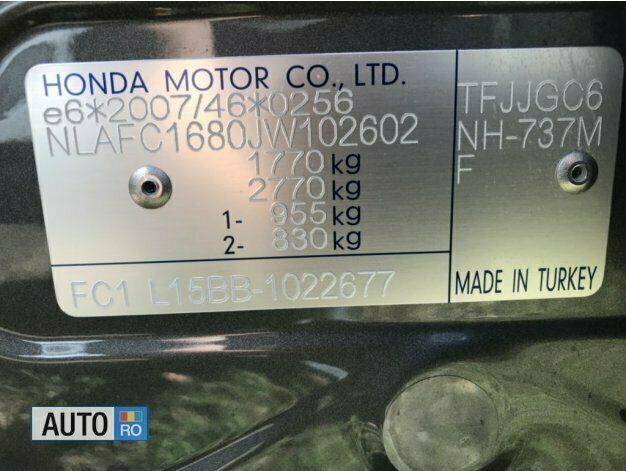 HONDA MOTOR CO., LTD.
e6*2007/46*0256
NLAFC1680JW102602
1770 kg
2770 kg
1- 955 kg
2- 830 kg
FC1 L15BB-1022677
TFJJGC6
NH-737M
F
MADE IN TURKEY
AUTO RO